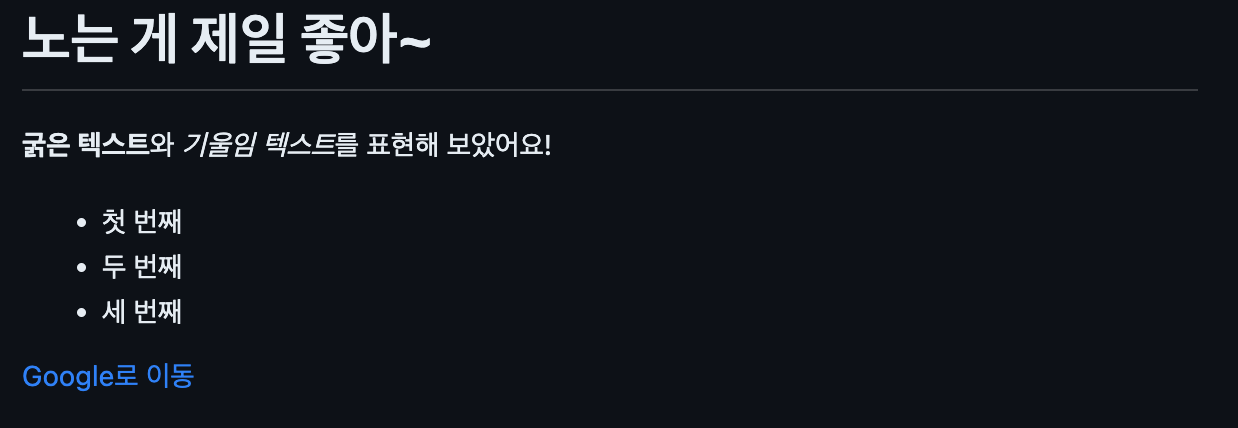 노는 게 제일 좋아~
굵은 텍스트와 기울임 텍스트를 표현해 보았어요!
• 첫 번째
• 두 번째
• 세 번째
Google로 이동